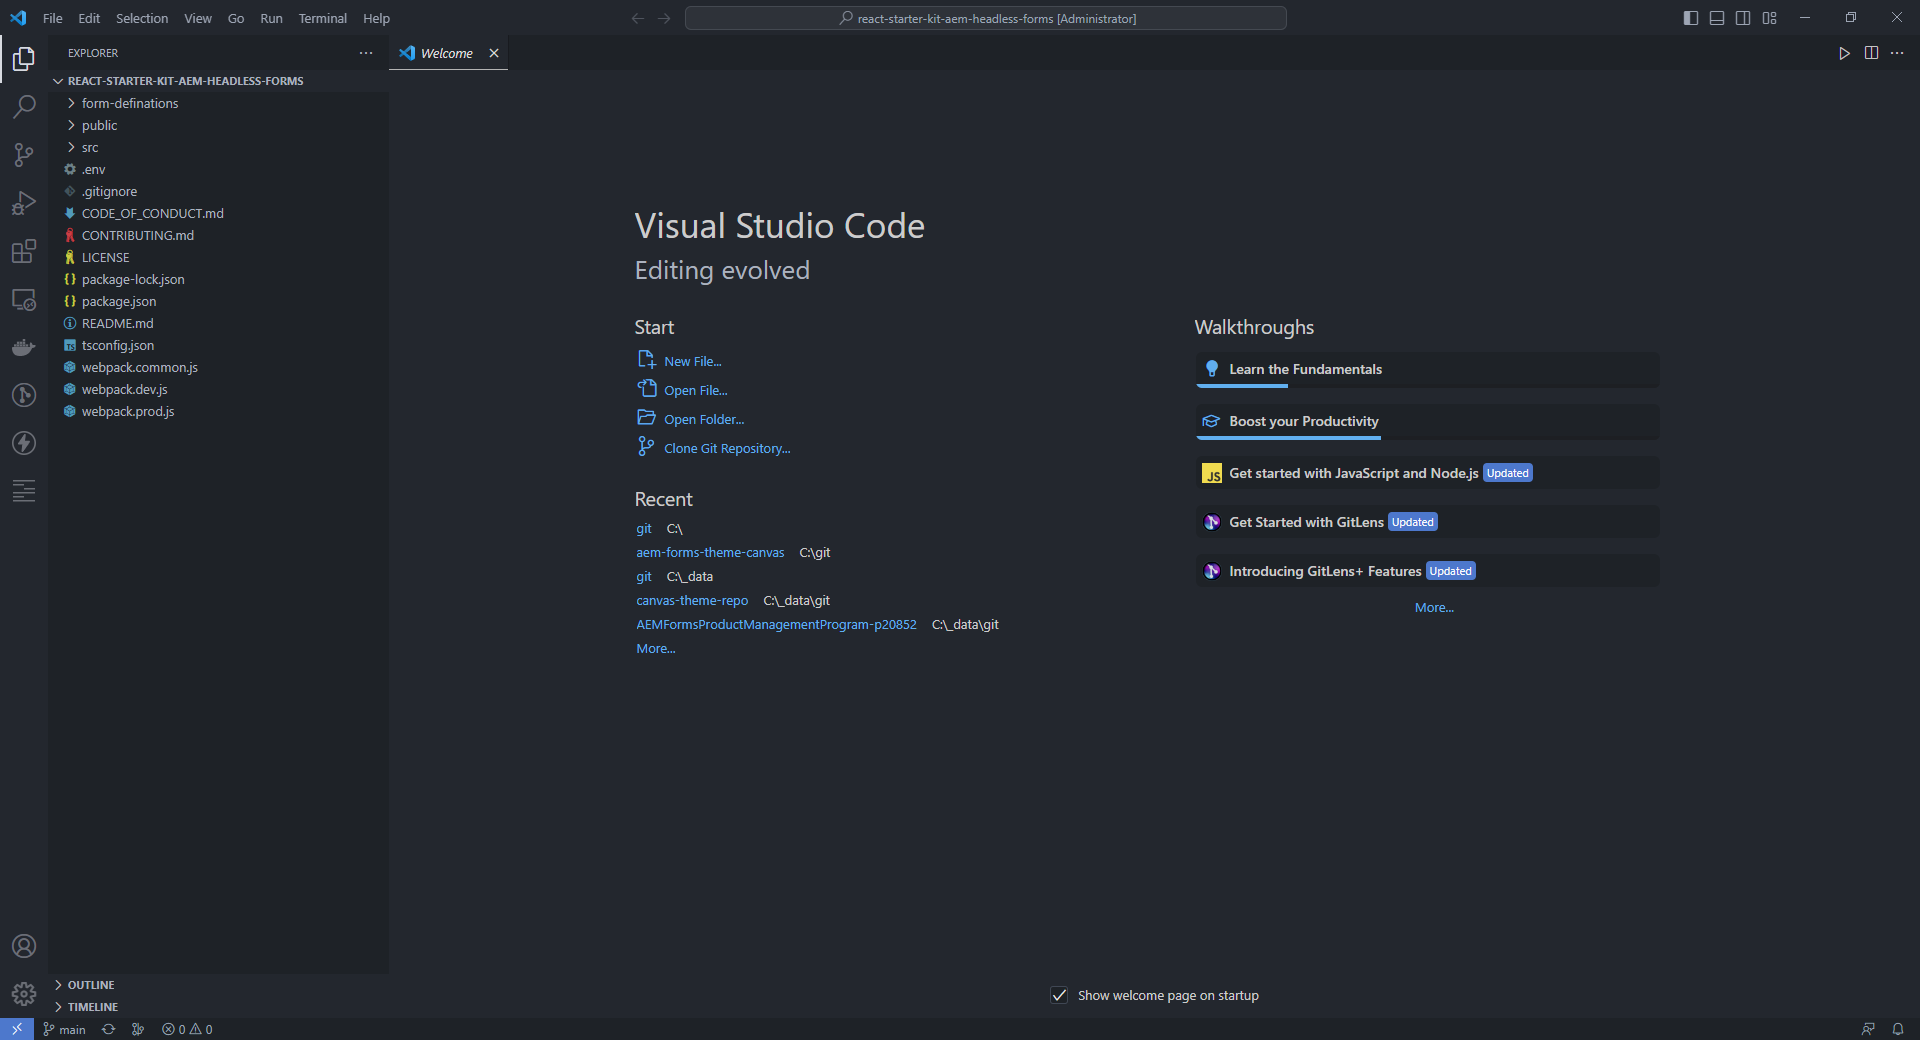 File Edit Selection View Go Run Terminal Help
react-starter-kit-aem-headless-forms [Administrator]
EXPLORER
Welcome
REACT-STARTER-KIT-AEM-HEADLESS-FORMS
form-definations
public
src
.env
.gitignore
CODE_OF_CONDUCT.md
CONTRIBUTING.md
LICENSE
package-lock.json
package.json
README.md
TS tsconfig.json
webpack.common.js
webpack.dev.js
webpack.prod.js
Visual Studio Code
Editing evolved
Start
New File...
Open File...
Open Folder...
Clone Git Repository...
Recent
git C:\
aem-forms-theme-canvas C:\git
git C:\_data
canvas-theme-repo C:\_data\git
AEMFormsProductManagementProgram-p20852 C:\_data\git
More...
Walkthroughs
Learn the Fundamentals
Boost your Productivity
JS Get started with JavaScript and Node.js Updated
Get Started with GitLens Updated
Introducing GitLens+ Features Updated
More...
Show welcome page on startup
OUTLINE
TIMELINE
main 0 0